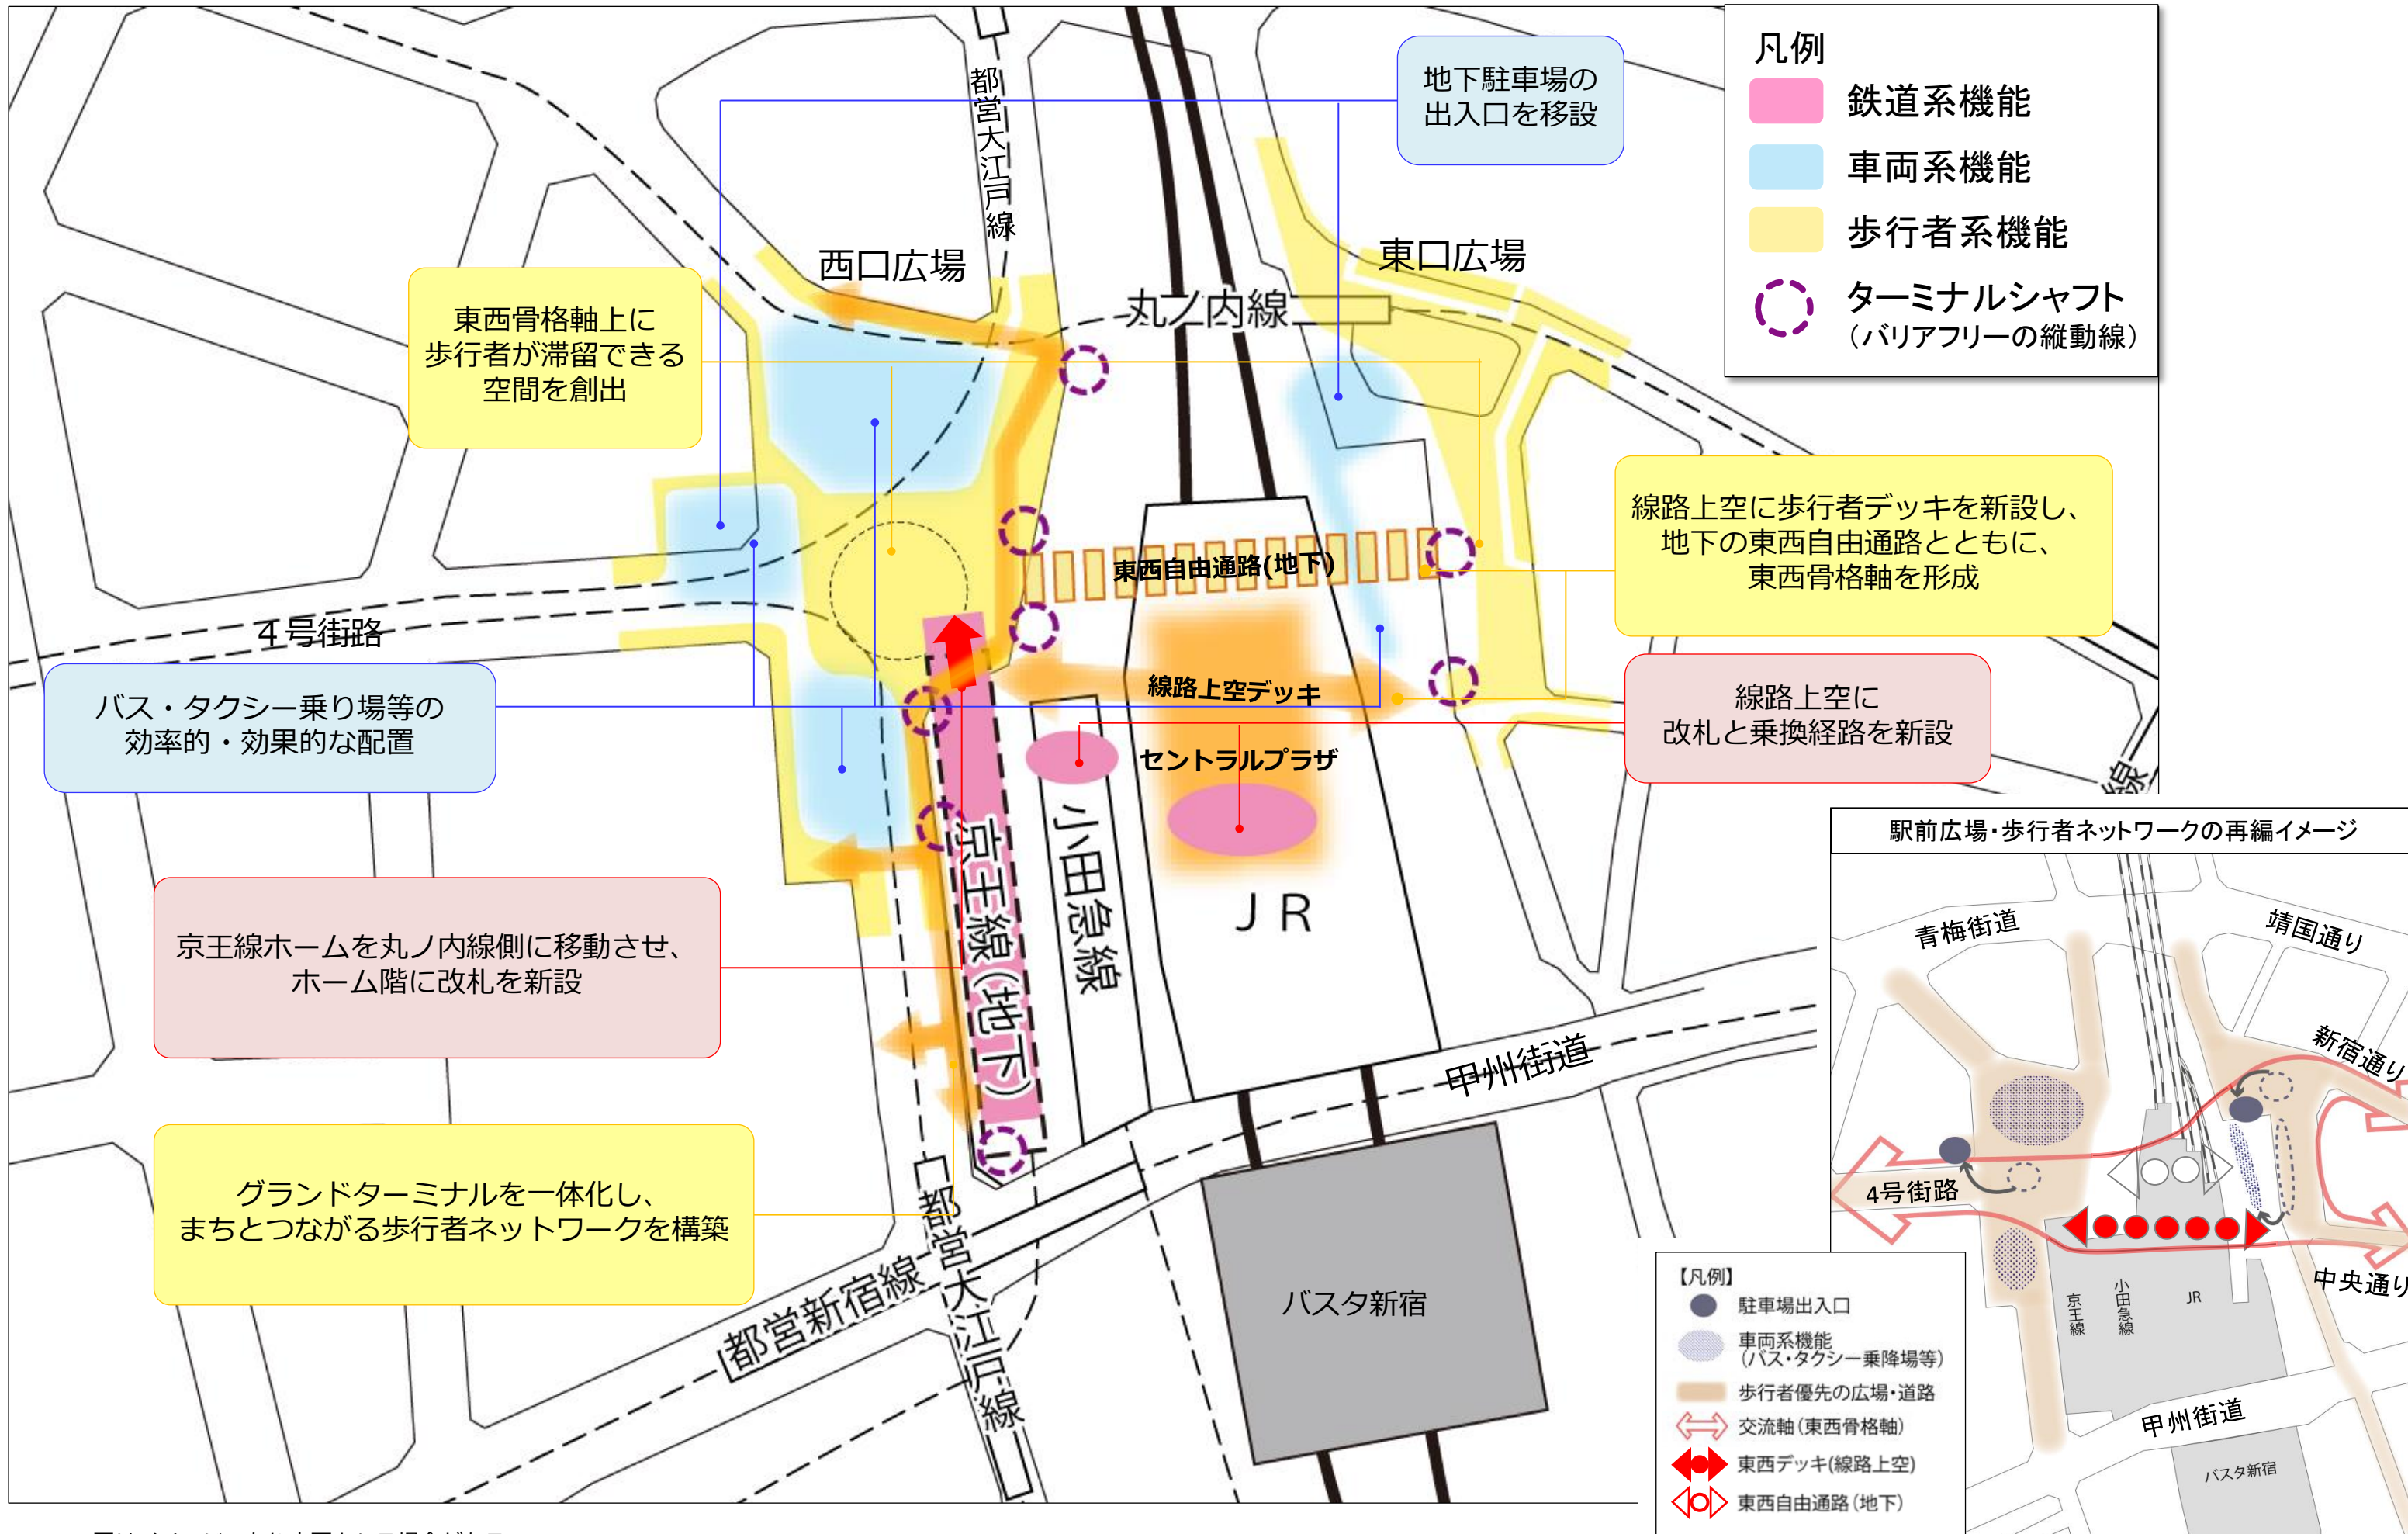 凡例
鉄道系機能
車両系機能
歩行者系機能
ターミナルシャフト
（バリアフリーの縦動線）
地下駐車場の
出入口を移設
都営大江戸線
西口広場
東口広場
丸ノ内線
東西骨格軸上に
歩行者が滞留できる
空間を創出
線路上空に歩行者デッキを新設し、
地下の東西自由通路とともに、
東西骨格軸を形成
東西自由通路(地下)
４号街路
バス・タクシー乗り場等の
効率的・効果的な配置
線路上空デッキ
線路上空に
改札と乗換経路を新設
セントラルプラザ
線
京王線(地下)
小田急線
ＪＲ
京王線ホームを丸ノ内線側に移動させ、
ホーム階に改札を新設
甲州街道
グランドターミナルを一体化し、
まちとつながる歩行者ネットワークを構築
都営新宿線
都営大江戸線
バスタ新宿
駅前広場・歩行者ネットワークの再編イメージ
青梅街道
靖国通り
新宿通り
4号街路
中央通り
京王線
小田急線
JR
甲州街道
バスタ新宿
【凡例】
駐車場出入口
車両系機能
（バス・タクシー乗降場等）
歩行者優先の広場・道路
交流軸（東西骨格軸）
東西デッキ(線路上空)
東西自由通路（地下）